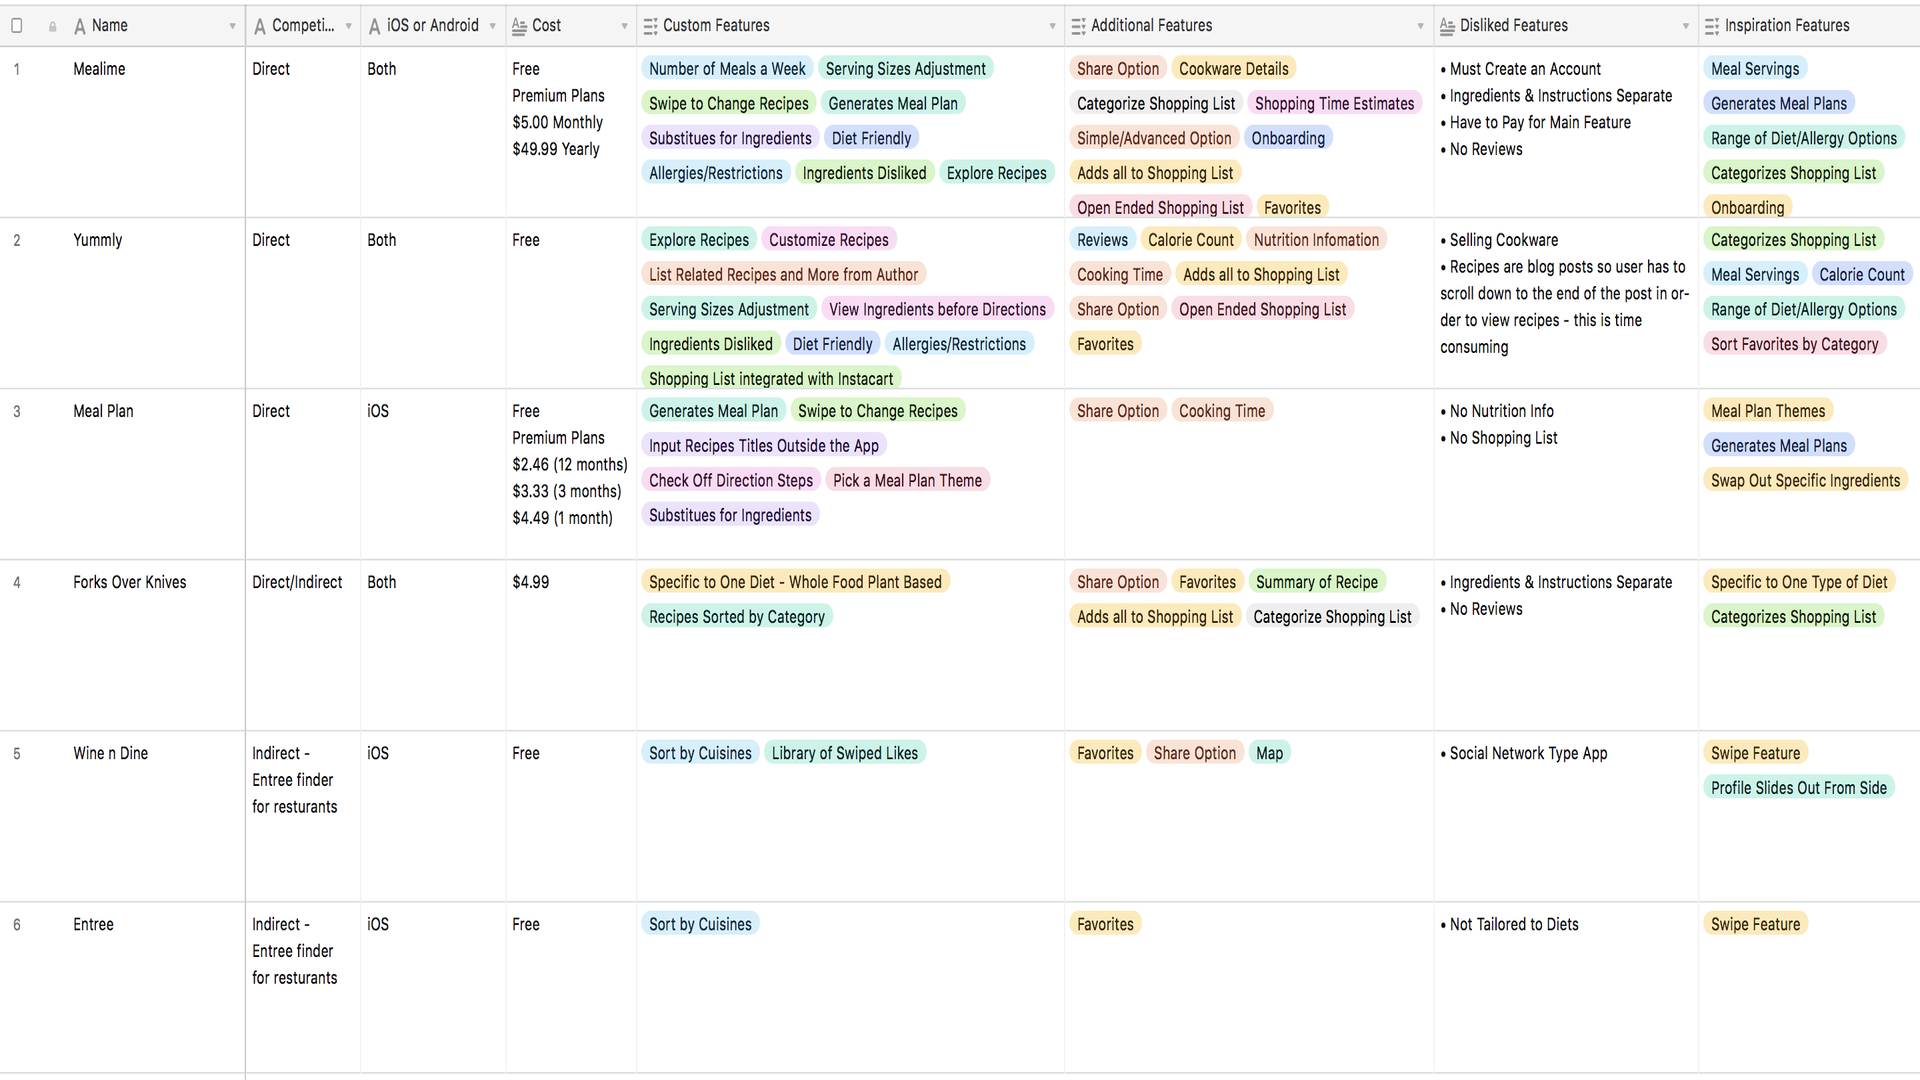 Name Competi... iOS or Android Cost Custom Features Additional Features Disliked Features Inspiration Features
1 Mealime Direct Both
Free
Premium Plans
$5.00 Monthly
$49.99 Yearly
Number of Meals a Week Serving Sizes Adjustment
Swipe to Change Recipes Generates Meal Plan
Substitues for Ingredients Diet Friendly
Allergies/Restrictions Ingredients Disliked Explore Recipes
Share Option Cookware Details
Categorize Shopping List Shopping Time Estimates
Simple/Advanced Option Onboarding
Adds all to Shopping List
Open Ended Shopping List Favorites
• Must Create an Account
• Ingredients & Instructions Separate
• Have to Pay for Main Feature
• No Reviews
Meal Servings
Generates Meal Plans
Range of Diet/Allergy Options
Categorizes Shopping List
Onboarding
2 Yummly Direct Both Free
Explore Recipes Customize Recipes
List Related Recipes and More from Author
Serving Sizes Adjustment View Ingredients before Directions
Ingredients Disliked Diet Friendly Allergies/Restrictions
Shopping List integrated with Instacart
Reviews Calorie Count Nutrition Infomation
Cooking Time Adds all to Shopping List
Share Option Open Ended Shopping List
Favorites
• Selling Cookware
• Recipes are blog posts so user has to
scroll down to the end of the post in or-
der to view recipes - this is time
consuming
Categorizes Shopping List
Meal Servings Calorie Count
Range of Diet/Allergy Options
Sort Favorites by Category
3 Meal Plan Direct iOS
Free
Premium Plans
$2.46 (12 months)
$3.33 (3 months)
$4.49 (1 month)
Generates Meal Plan Swipe to Change Recipes
Input Recipes Titles Outside the App
Check Off Direction Steps Pick a Meal Plan Theme
Substitues for Ingredients
Share Option Cooking Time
• No Nutrition Info
• No Shopping List
Meal Plan Themes
Generates Meal Plans
Swap Out Specific Ingredients
4 Forks Over Knives Direct/Indirect Both $4.99
Specific to One Diet - Whole Food Plant Based
Recipes Sorted by Category
Share Option Favorites Summary of Recipe
Adds all to Shopping List Categorize Shopping List
• Ingredients & Instructions Separate
• No Reviews
Specific to One Type of Diet
Categorizes Shopping List
5 Wine n Dine
Indirect -
Entree finder
for resturants
iOS Free
Sort by Cuisines Library of Swiped Likes
Favorites Share Option Map
• Social Network Type App
Swipe Feature
Profile Slides Out From Side
6 Entree
Indirect -
Entree finder
for resturants
iOS Free
Sort by Cuisines
Favorites
• Not Tailored to Diets
Swipe Feature